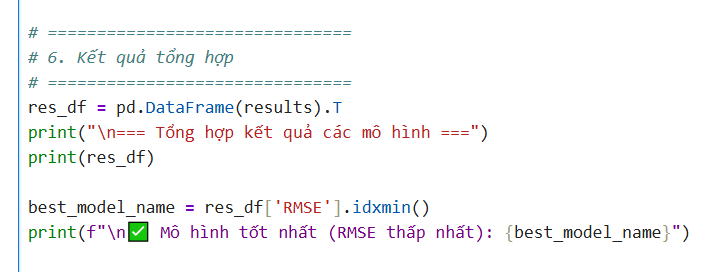 # ===============================
# 6. Kết quả tổng hợp
# ===============================
res_df = pd.DataFrame(results).T
print("\n=== Tổng hợp kết quả các mô hình ===")
print(res_df)
best_model_name = res_df['RMSE'].idxmin()
print(f"\n✅ Mô hình tốt nhất (RMSE thấp nhất): {best_model_name}")